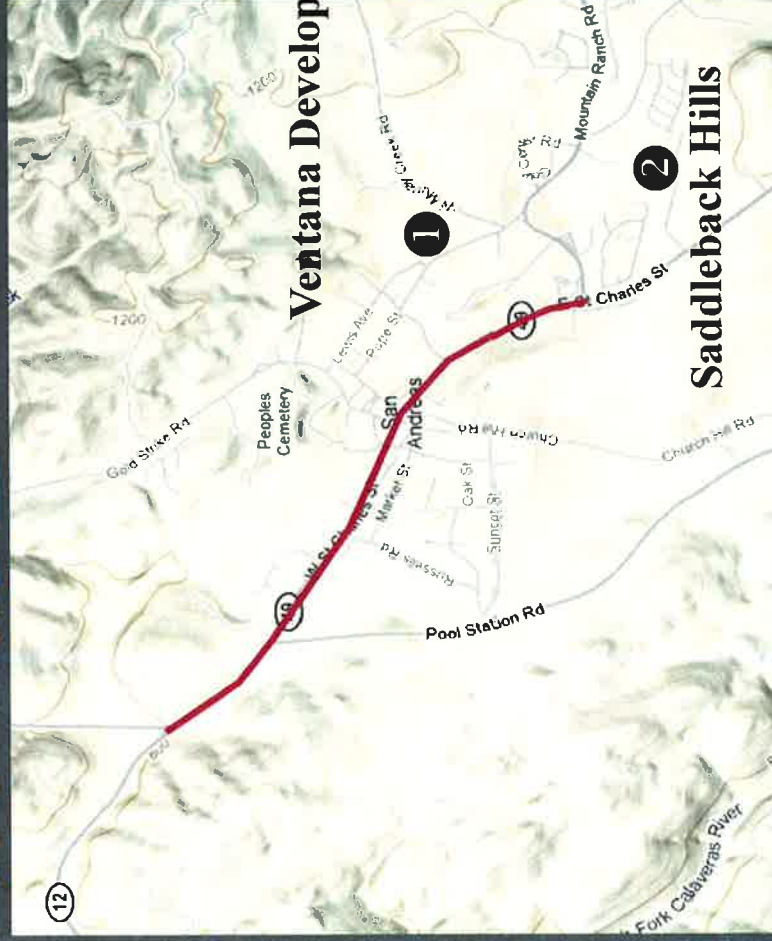 Ventana Develop
Saddleback Hills
1
2
12
49
49
1200
1200
Gold Strike Rd
Peoples
Cemetery
Lewis Ave
Pope St
Mountain Ranch Rd
San
Andreas
E St Charles St
W St Charles St
Market St
Church Hill Rd
Church Hill Rd
Oak St
Sunset St
Pool Station Rd
Fork Calaveras River